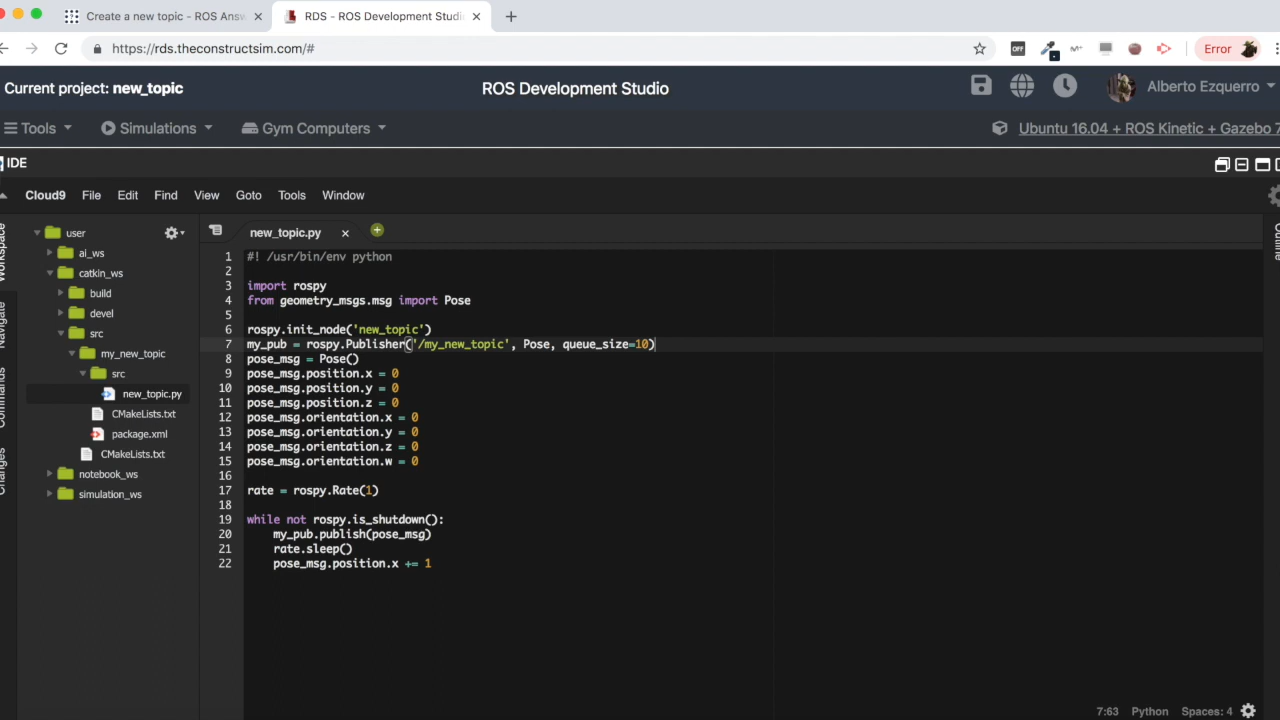 Create a new topic - ROS Answ
RDS - ROS Development Studi
https://rds.theconstructsim.com/#
OFF
Error
Current project: new_topic
ROS Development Studio
Alberto Ezquerro
Tools
Simulations
Gym Computers
Ubuntu 16.04 + ROS Kinetic + Gazebo 7
IDE
Cloud9 File Edit Find View Goto Tools Window
Workspace
Navigate
Commands
Changes
Outline
user
ai_ws
catkin_ws
build
devel
src
my_new_topic
src
new_topic.py
CMakeLists.txt
package.xml
CMakeLists.txt
notebook_ws
simulation_ws
new_topic.py
1 #! /usr/bin/env python
2
3 import rospy
4 from geometry_msgs.msg import Pose
5
6 rospy.init_node('new_topic')
7 my_pub = rospy.Publisher('/my_new_topic', Pose, queue_size=10)
8 pose_msg = Pose()
9 pose_msg.position.x = 0
10 pose_msg.position.y = 0
11 pose_msg.position.z = 0
12 pose_msg.orientation.x = 0
13 pose_msg.orientation.y = 0
14 pose_msg.orientation.z = 0
15 pose_msg.orientation.w = 0
16
17 rate = rospy.Rate(1)
18
19 while not rospy.is_shutdown():
20     my_pub.publish(pose_msg)
21     rate.sleep()
22     pose_msg.position.x += 1
7:63 Python Spaces: 4